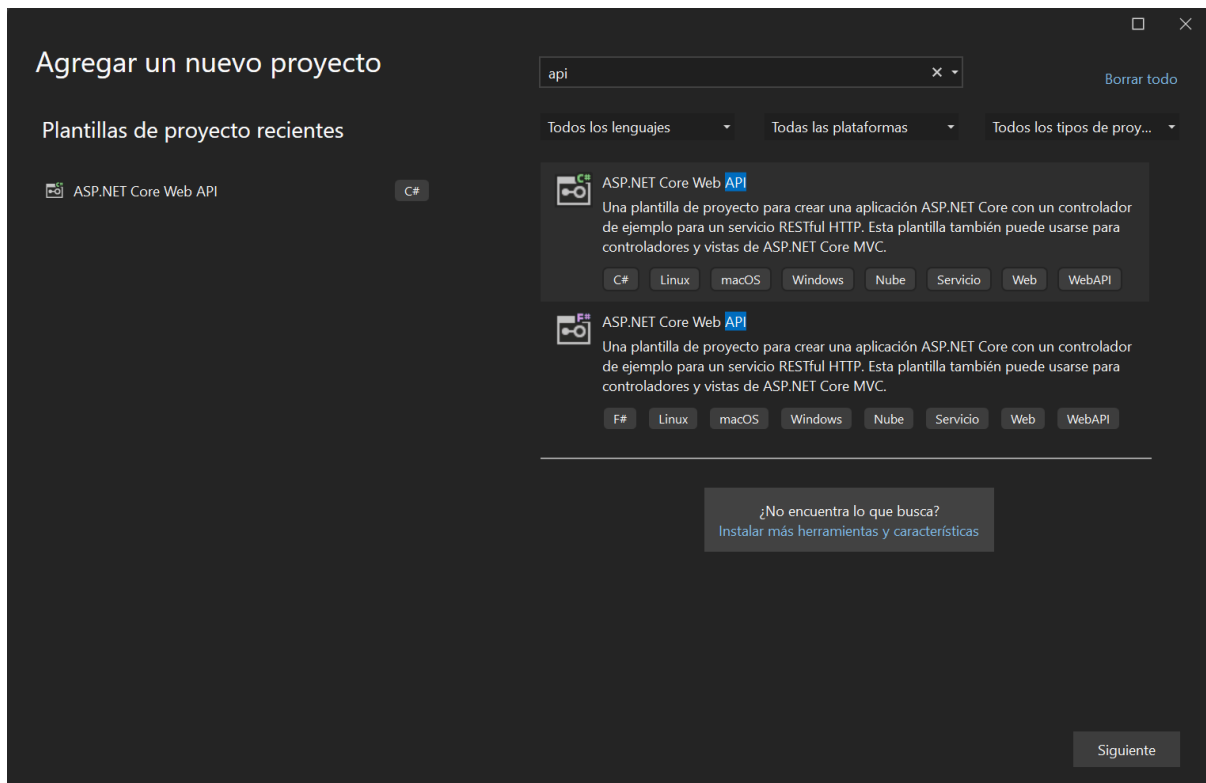 Agregar un nuevo proyecto
Plantillas de proyecto recientes
ASP.NET Core Web API
C#
api
Borrar todo
Todos los lenguajes
Todas las plataformas
Todos los tipos de proy...
C#
ASP.NET Core Web API
Una plantilla de proyecto para crear una aplicación ASP.NET Core con un controlador
de ejemplo para un servicio RESTful HTTP. Esta plantilla también puede usarse para
controladores y vistas de ASP.NET Core MVC.
C# Linux macOS Windows Nube Servicio Web WebAPI
F#
ASP.NET Core Web API
Una plantilla de proyecto para crear una aplicación ASP.NET Core con un controlador
de ejemplo para un servicio RESTful HTTP. Esta plantilla también puede usarse para
controladores y vistas de ASP.NET Core MVC.
F# Linux macOS Windows Nube Servicio Web WebAPI
¿No encuentra lo que busca?
Instalar más herramientas y características
Siguiente